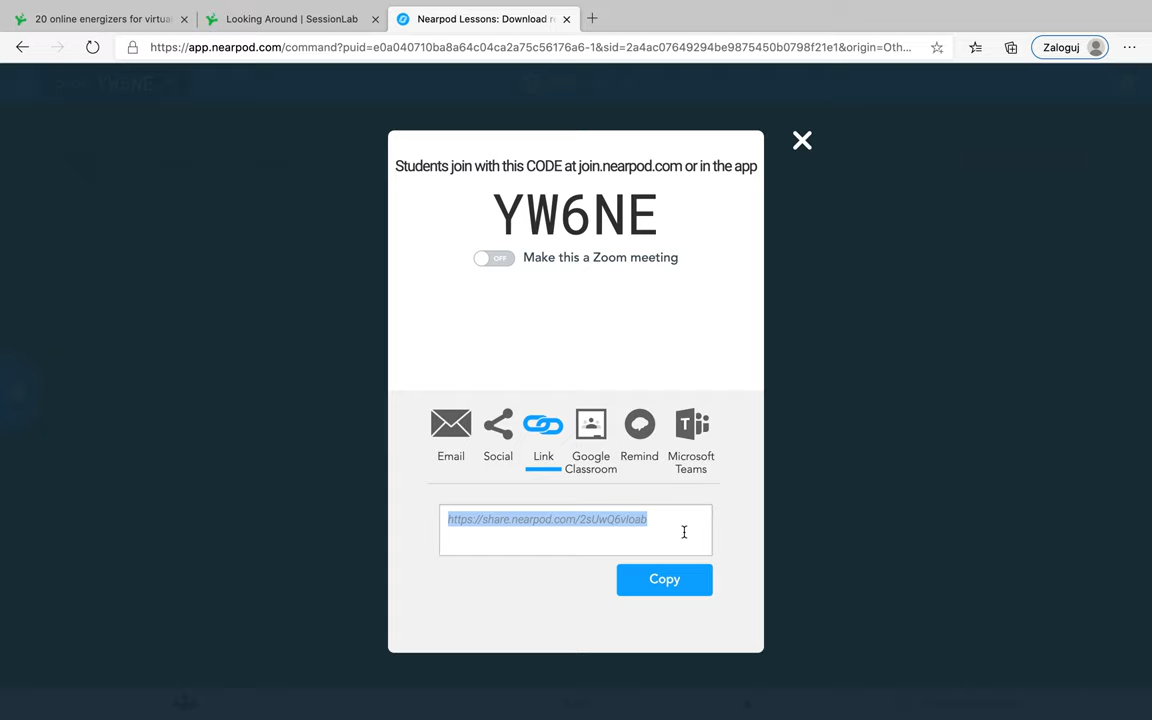 20 online energizers for virtua
Looking Around | SessionLab
Nearpod Lessons: Download r
https://app.nearpod.com/command?puid=e0a040710ba8a64c04ca2a75c56176a6-1&sid=2a4ac07649294be9875450b0798f21e1&origin=Oth...
Zaloguj
Students join with this CODE at join.nearpod.com or in the app
YW6NE
OFF Make this a Zoom meeting
Email Social Link Google Classroom Remind Microsoft Teams
https://share.nearpod.com/2sUwQ6vloab
Copy